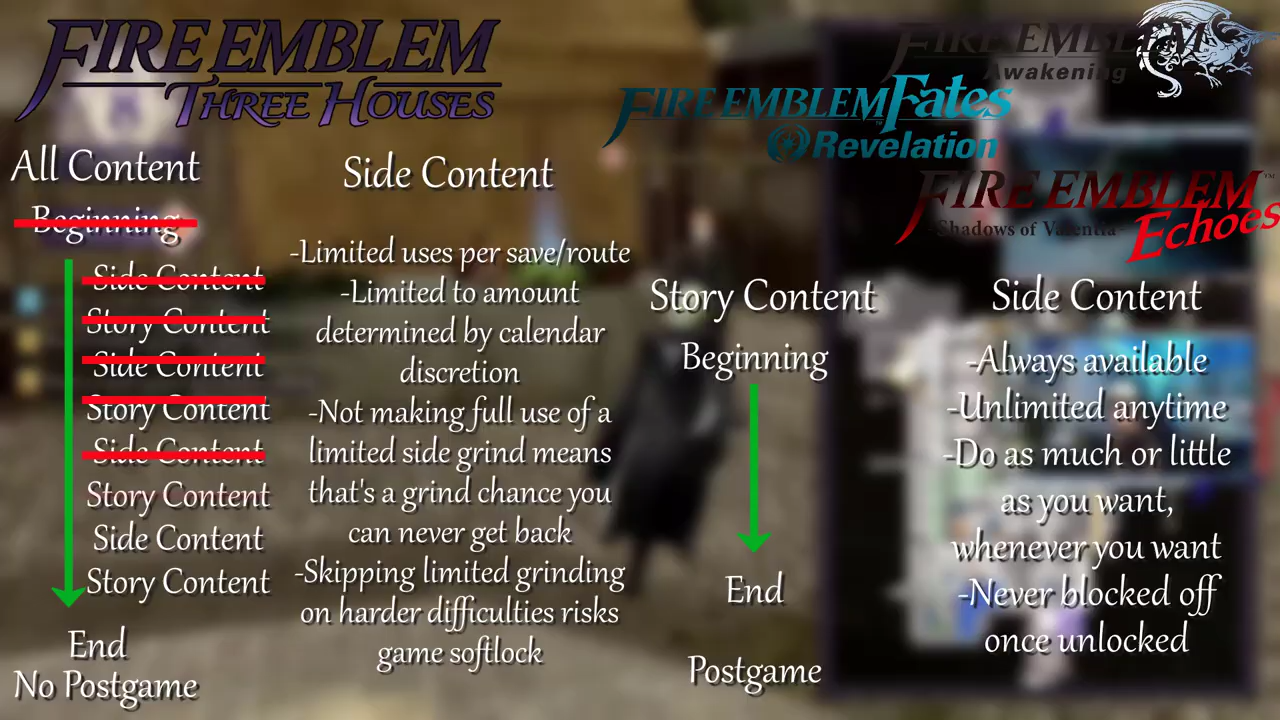 FIRE EMBLEM
THREE HOUSES
All Content
Beginning
Side Content
Story Content
Side Content
Story Content
Side Content
Story Content
Side Content
Story Content
End
No Postgame
Side Content
-Limited uses per save/route
-Limited to amount
determined by calendar
discretion
-Not making full use of a
limited side grind means
that's a grind chance you
can never get back
-Skipping limited grinding
on harder difficulties risks
game softlock
FIRE EMBLEM
Awakening
FIRE EMBLEM Fates
™
Revelation
FIRE EMBLEM™
-Shadows of Valentia-
Echoes
Story Content
Beginning
End
Postgame
Side Content
-Always available
-Unlimited anytime
-Do as much or little
as you want,
whenever you want
-Never blocked off
once unlocked